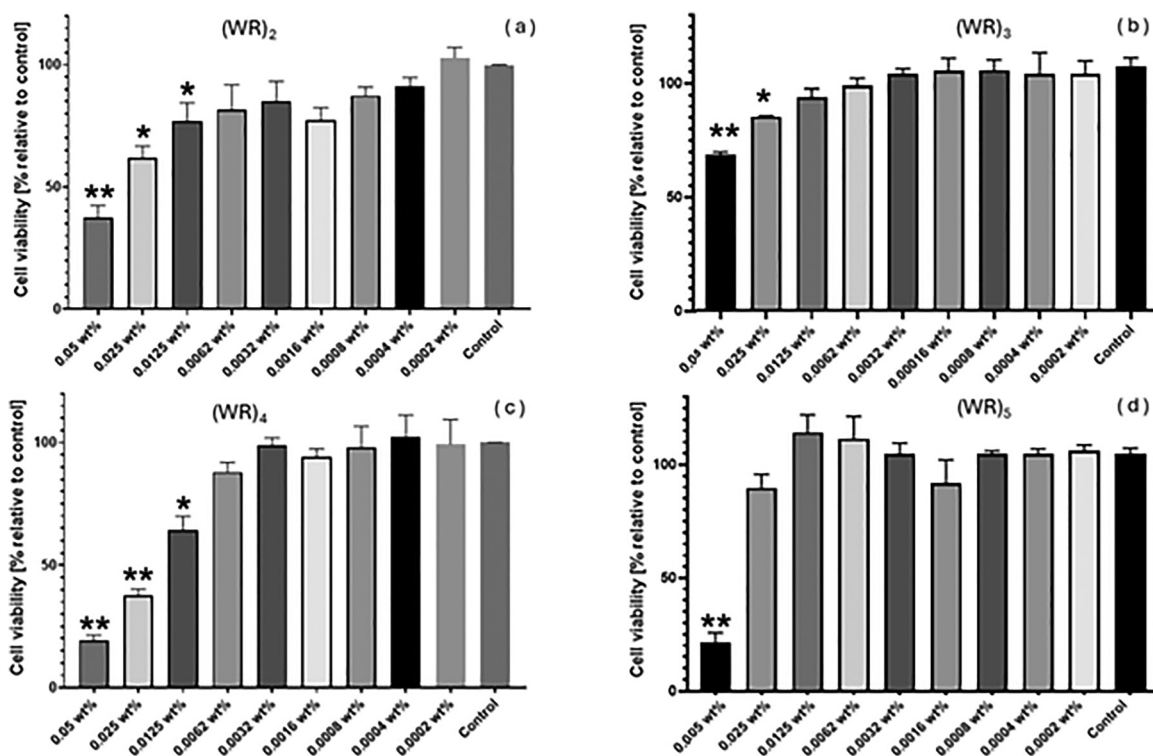 (WR)2 (a)
Cell viability [% relative to control]
100
50
0
** * *
0.05 wt%
0.025 wt%
0.0125 wt%
0.0062 wt%
0.0032 wt%
0.0016 wt%
0.0008 wt%
0.0004 wt%
0.0002 wt%
Control
(WR)3 (b)
Cell viability [% relative to control]
100
50
0
** *
wt%
0.025 wt%
0.0125 wt%
0.0062 wt%
0.0032 wt%
0.00016 wt%
0.0008 wt%
0.0004 wt%
0.0002 wt%
Control
(WR)4 (c)
Cell viability [% relative to control]
100
50
0
** ** *
0.05 wt%
0.025 wt%
0.0125 wt%
0.0062 wt%
0.0032 wt%
0.0016 wt%
0.0008 wt%
0.0004 wt%
0.0002 wt%
Control
(WR)5 (d)
Cell viability [% relative to control]
100
50
0
**
0.005 wt%
0.025 wt%
0.0125 wt%
0.0062 wt%
0.0032 wt%
0.0016 wt%
0.0008 wt%
0.0004 wt%
0.0002 wt%
Control